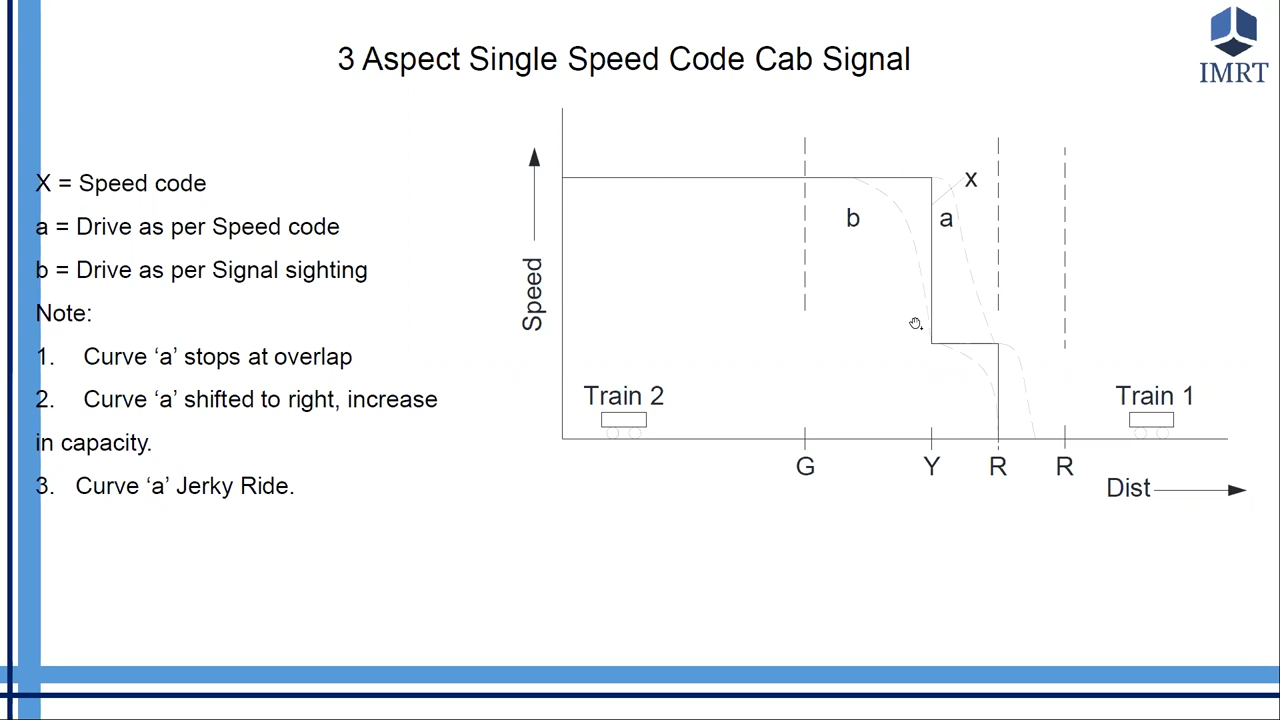 3 Aspect Single Speed Code Cab Signal
IMRT
X = Speed code
a = Drive as per Speed code
b = Drive as per Signal sighting
Note:
1. Curve ‘a’ stops at overlap
2. Curve ‘a’ shifted to right, increase
in capacity.
3. Curve ‘a’ Jerky Ride.
Speed
x
b
a
Train 2
Train 1
G
Y
R
R
Dist